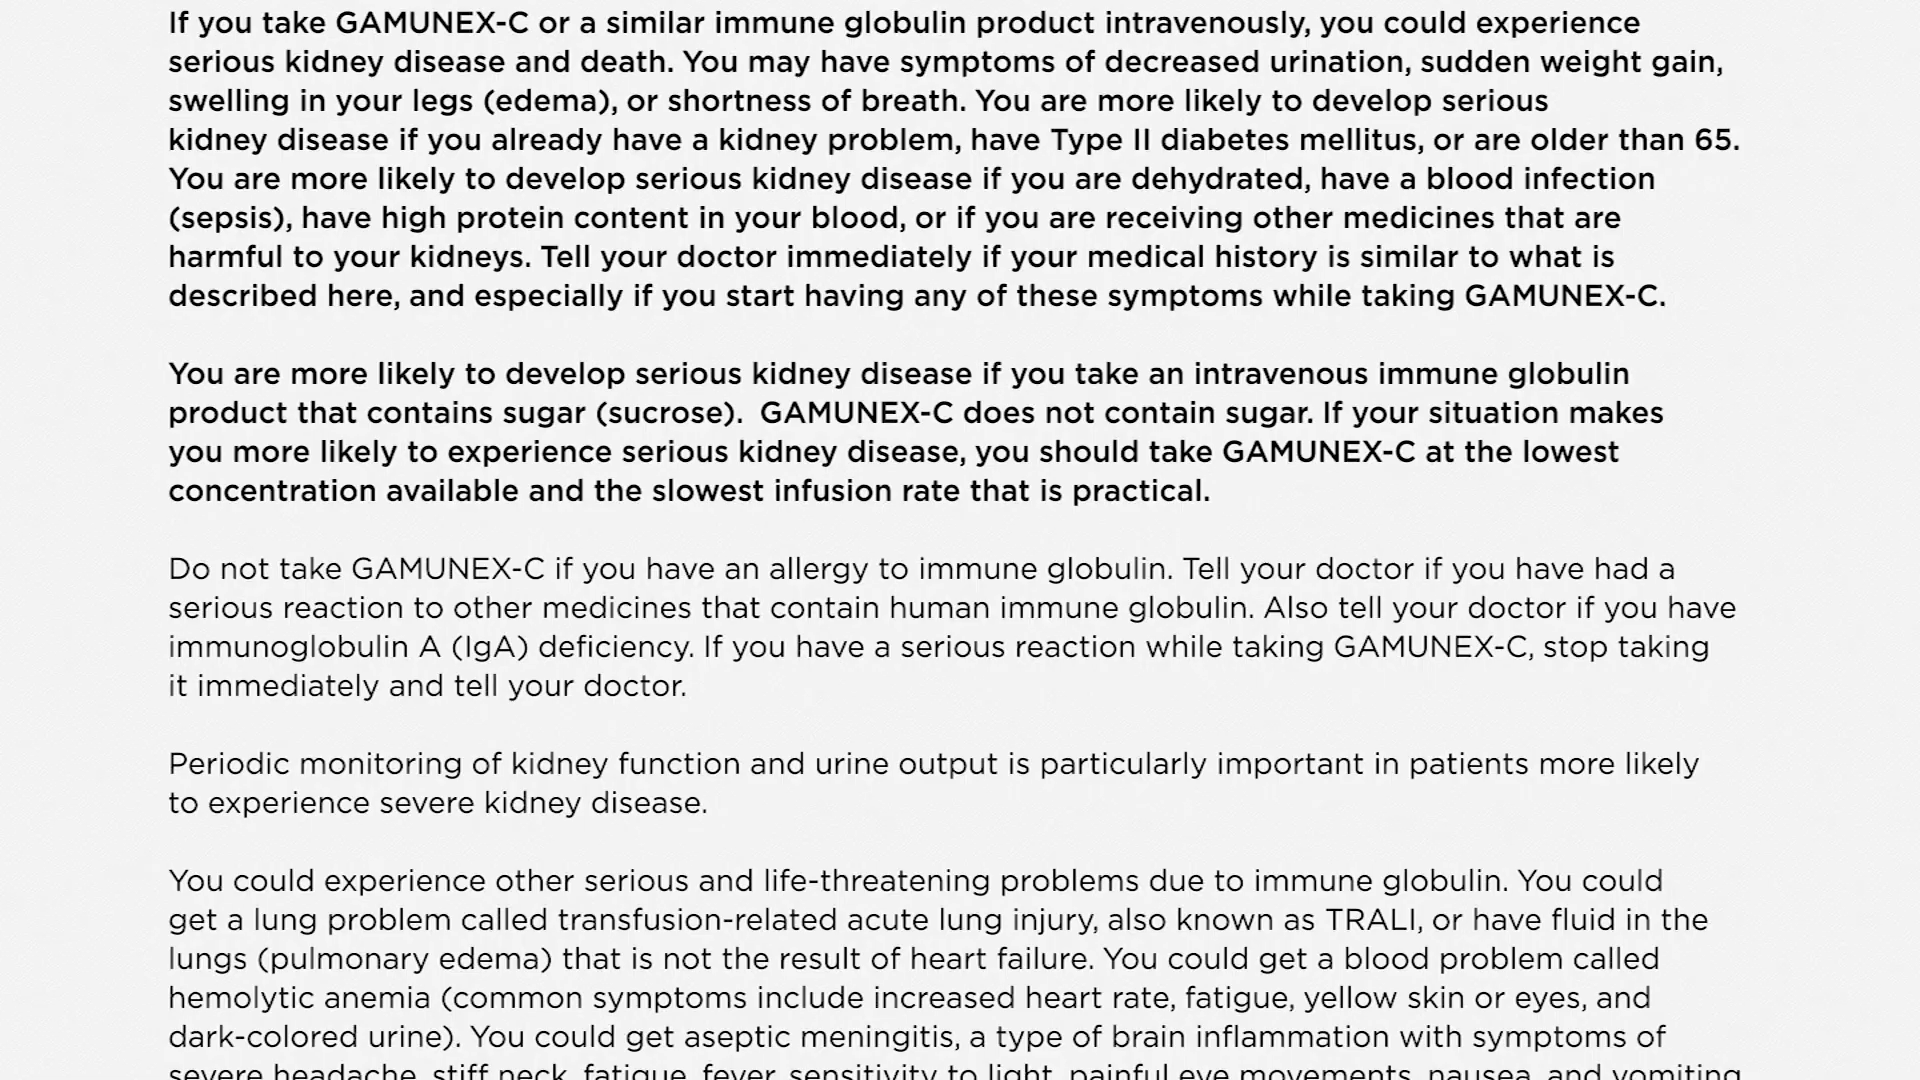 If you take GAMUNEX-C or a similar immune globulin product intravenously, you could experience
serious kidney disease and death. You may have symptoms of decreased urination, sudden weight gain,
swelling in your legs (edema), or shortness of breath. You are more likely to develop serious
kidney disease if you already have a kidney problem, have Type II diabetes mellitus, or are older than 65.
You are more likely to develop serious kidney disease if you are dehydrated, have a blood infection
(sepsis), have high protein content in your blood, or if you are receiving other medicines that are
harmful to your kidneys. Tell your doctor immediately if your medical history is similar to what is
described here, and especially if you start having any of these symptoms while taking GAMUNEX-C.
You are more likely to develop serious kidney disease if you take an intravenous immune globulin
product that contains sugar (sucrose). GAMUNEX-C does not contain sugar. If your situation makes
you more likely to experience serious kidney disease, you should take GAMUNEX-C at the lowest
concentration available and the slowest infusion rate that is practical.
Do not take GAMUNEX-C if you have an allergy to immune globulin. Tell your doctor if you have had a
serious reaction to other medicines that contain human immune globulin. Also tell your doctor if you have
immunoglobulin A (IgA) deficiency. If you have a serious reaction while taking GAMUNEX-C, stop taking
it immediately and tell your doctor.
Periodic monitoring of kidney function and urine output is particularly important in patients more likely
to experience severe kidney disease.
You could experience other serious and life-threatening problems due to immune globulin. You could
get a lung problem called transfusion-related acute lung injury, also known as TRALI, or have fluid in the
lungs (pulmonary edema) that is not the result of heart failure. You could get a blood problem called
hemolytic anemia (common symptoms include increased heart rate, fatigue, yellow skin or eyes, and
dark-colored urine). You could get aseptic meningitis, a type of brain inflammation with symptoms of
severe headache, stiff neck, fatigue, fever, sensitivity to light, painful eye movements, nausea, and vomiting